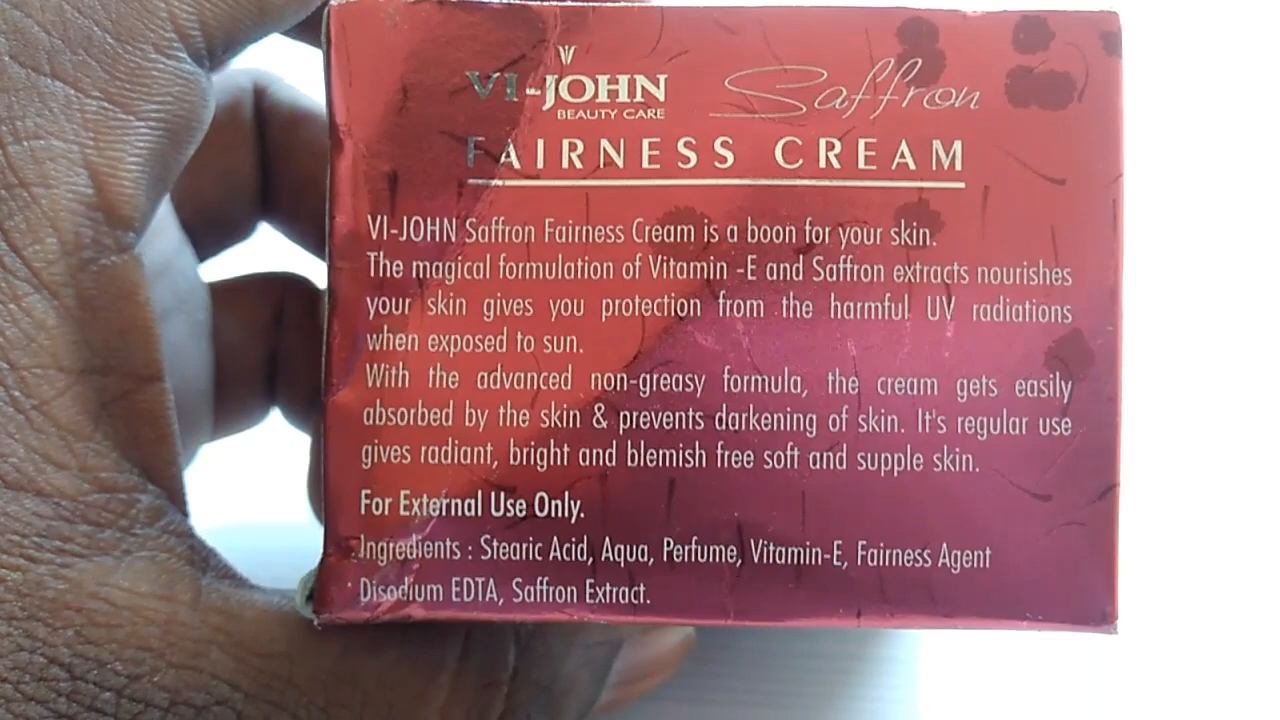 VI-JOHN
BEAUTY CARE
Saffron
FAIRNESS CREAM
VI-JOHN Saffron Fairness Cream is a boon for your skin.
The magical formulation of Vitamin -E and Saffron extracts nourishes
your skin gives you protection from the harmful UV radiations
when exposed to sun.
With the advanced non-greasy formula, the cream gets easily
absorbed by the skin & prevents darkening of skin. It's regular use
gives radiant, bright and blemish free soft and supple skin.
For External Use Only.
Ingredients : Stearic Acid, Aqua, Perfume, Vitamin-E, Fairness Agent
Disodium EDTA, Saffron Extract.